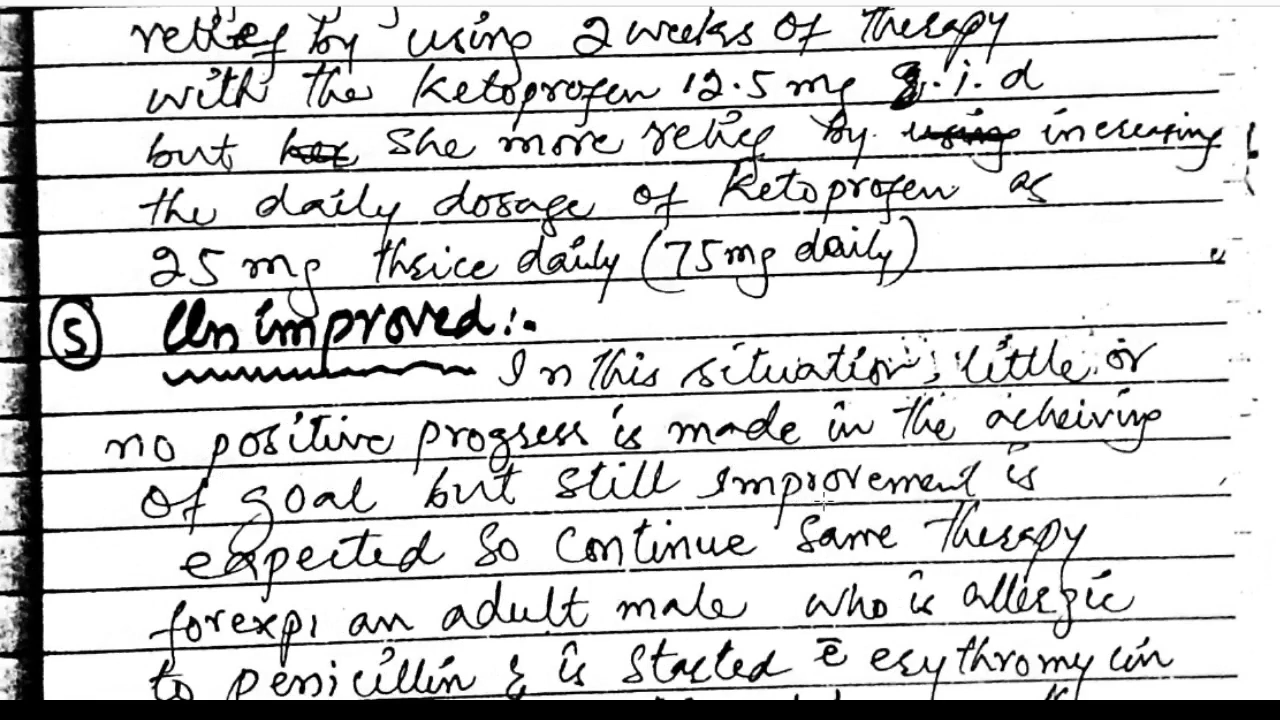 relief by using 2 weeks of therapy
with the ketoprofen 12.5 mg q.i.d
but her she more relief by using increasing
the daily dosage of ketoprofen as
25 mg thrice daily (75 mg daily)
5 Unimproved:-
In this situation, little or
no positive progress is made in the acheiving
of goal but still improvement is
expected so continue same therapy
forexp, an adult male who is allergic
to penicillin & is started c̄ erythromycin